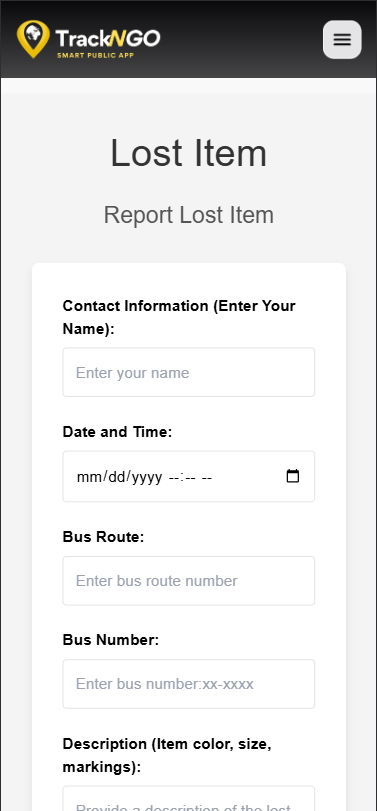 TrackNGO
SMART PUBLIC APP
Lost Item
Report Lost Item
Contact Information (Enter Your
Name):
Enter your name
Date and Time:
mm/dd/yyyy --:-- --
Bus Route:
Enter bus route number
Bus Number:
Enter bus number:xx-xxxx
Description (Item color, size,
markings):
Provide a description of the lost